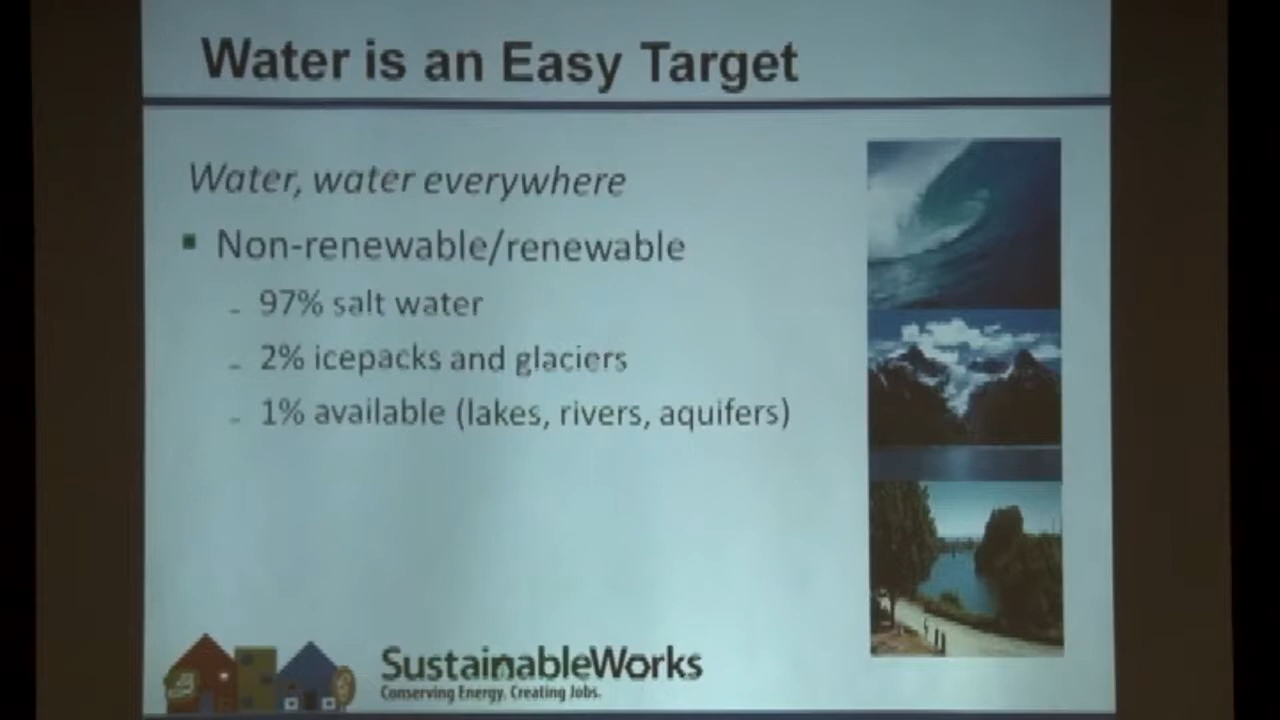 Water is an Easy Target
Water, water everywhere
▪ Non-renewable/renewable
- 97% salt water
- 2% icepacks and glaciers
- 1% available (lakes, rivers, aquifers)
SustainableWorks
Conserving Energy. Creating Jobs.